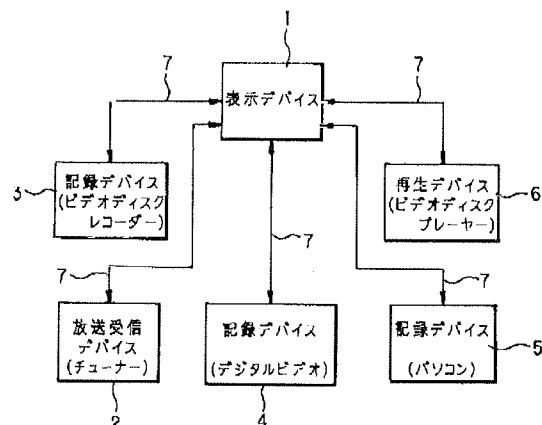 1
7
7
表示デバイス
3
記録デバイス
(ビデオディスク
レコーダー)
再生デバイス
(ビデオディスク
プレーヤー)
6
7
7
7
放送受信
デバイス
(チューナー)
記録デバイス
(デジタルビデオ)
記録デバイス
(パソコン)
5
2
4